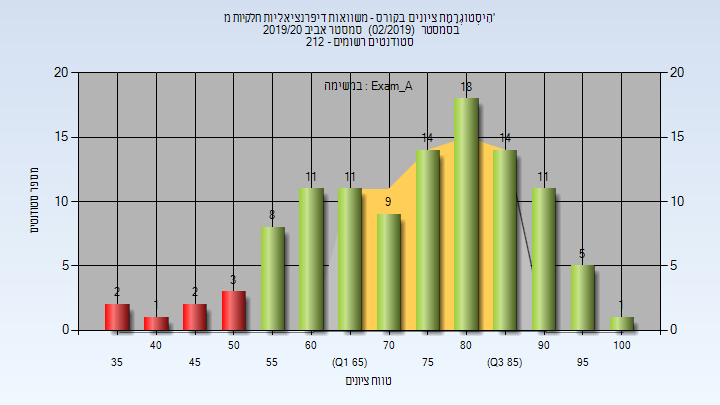 הִיסְטוֹגְרַמַת ציונים בקורס - משוואות דיפרנציאליות חלקיות מ'
בסמסטר (02/2019) סמסטר אביב 2019/20
סטודנטים רשומים - 212
במשימה : Exam_A
מספר סטודנטים
20 20
15 15
10 10
5 5
0 0
2 1 2 3 8 11 11 9 14 18 14 11 5 1
35 40 45 50 55 60 (Q1 65) 70 75 80 (Q3 85) 90 95 100
טווח ציונים